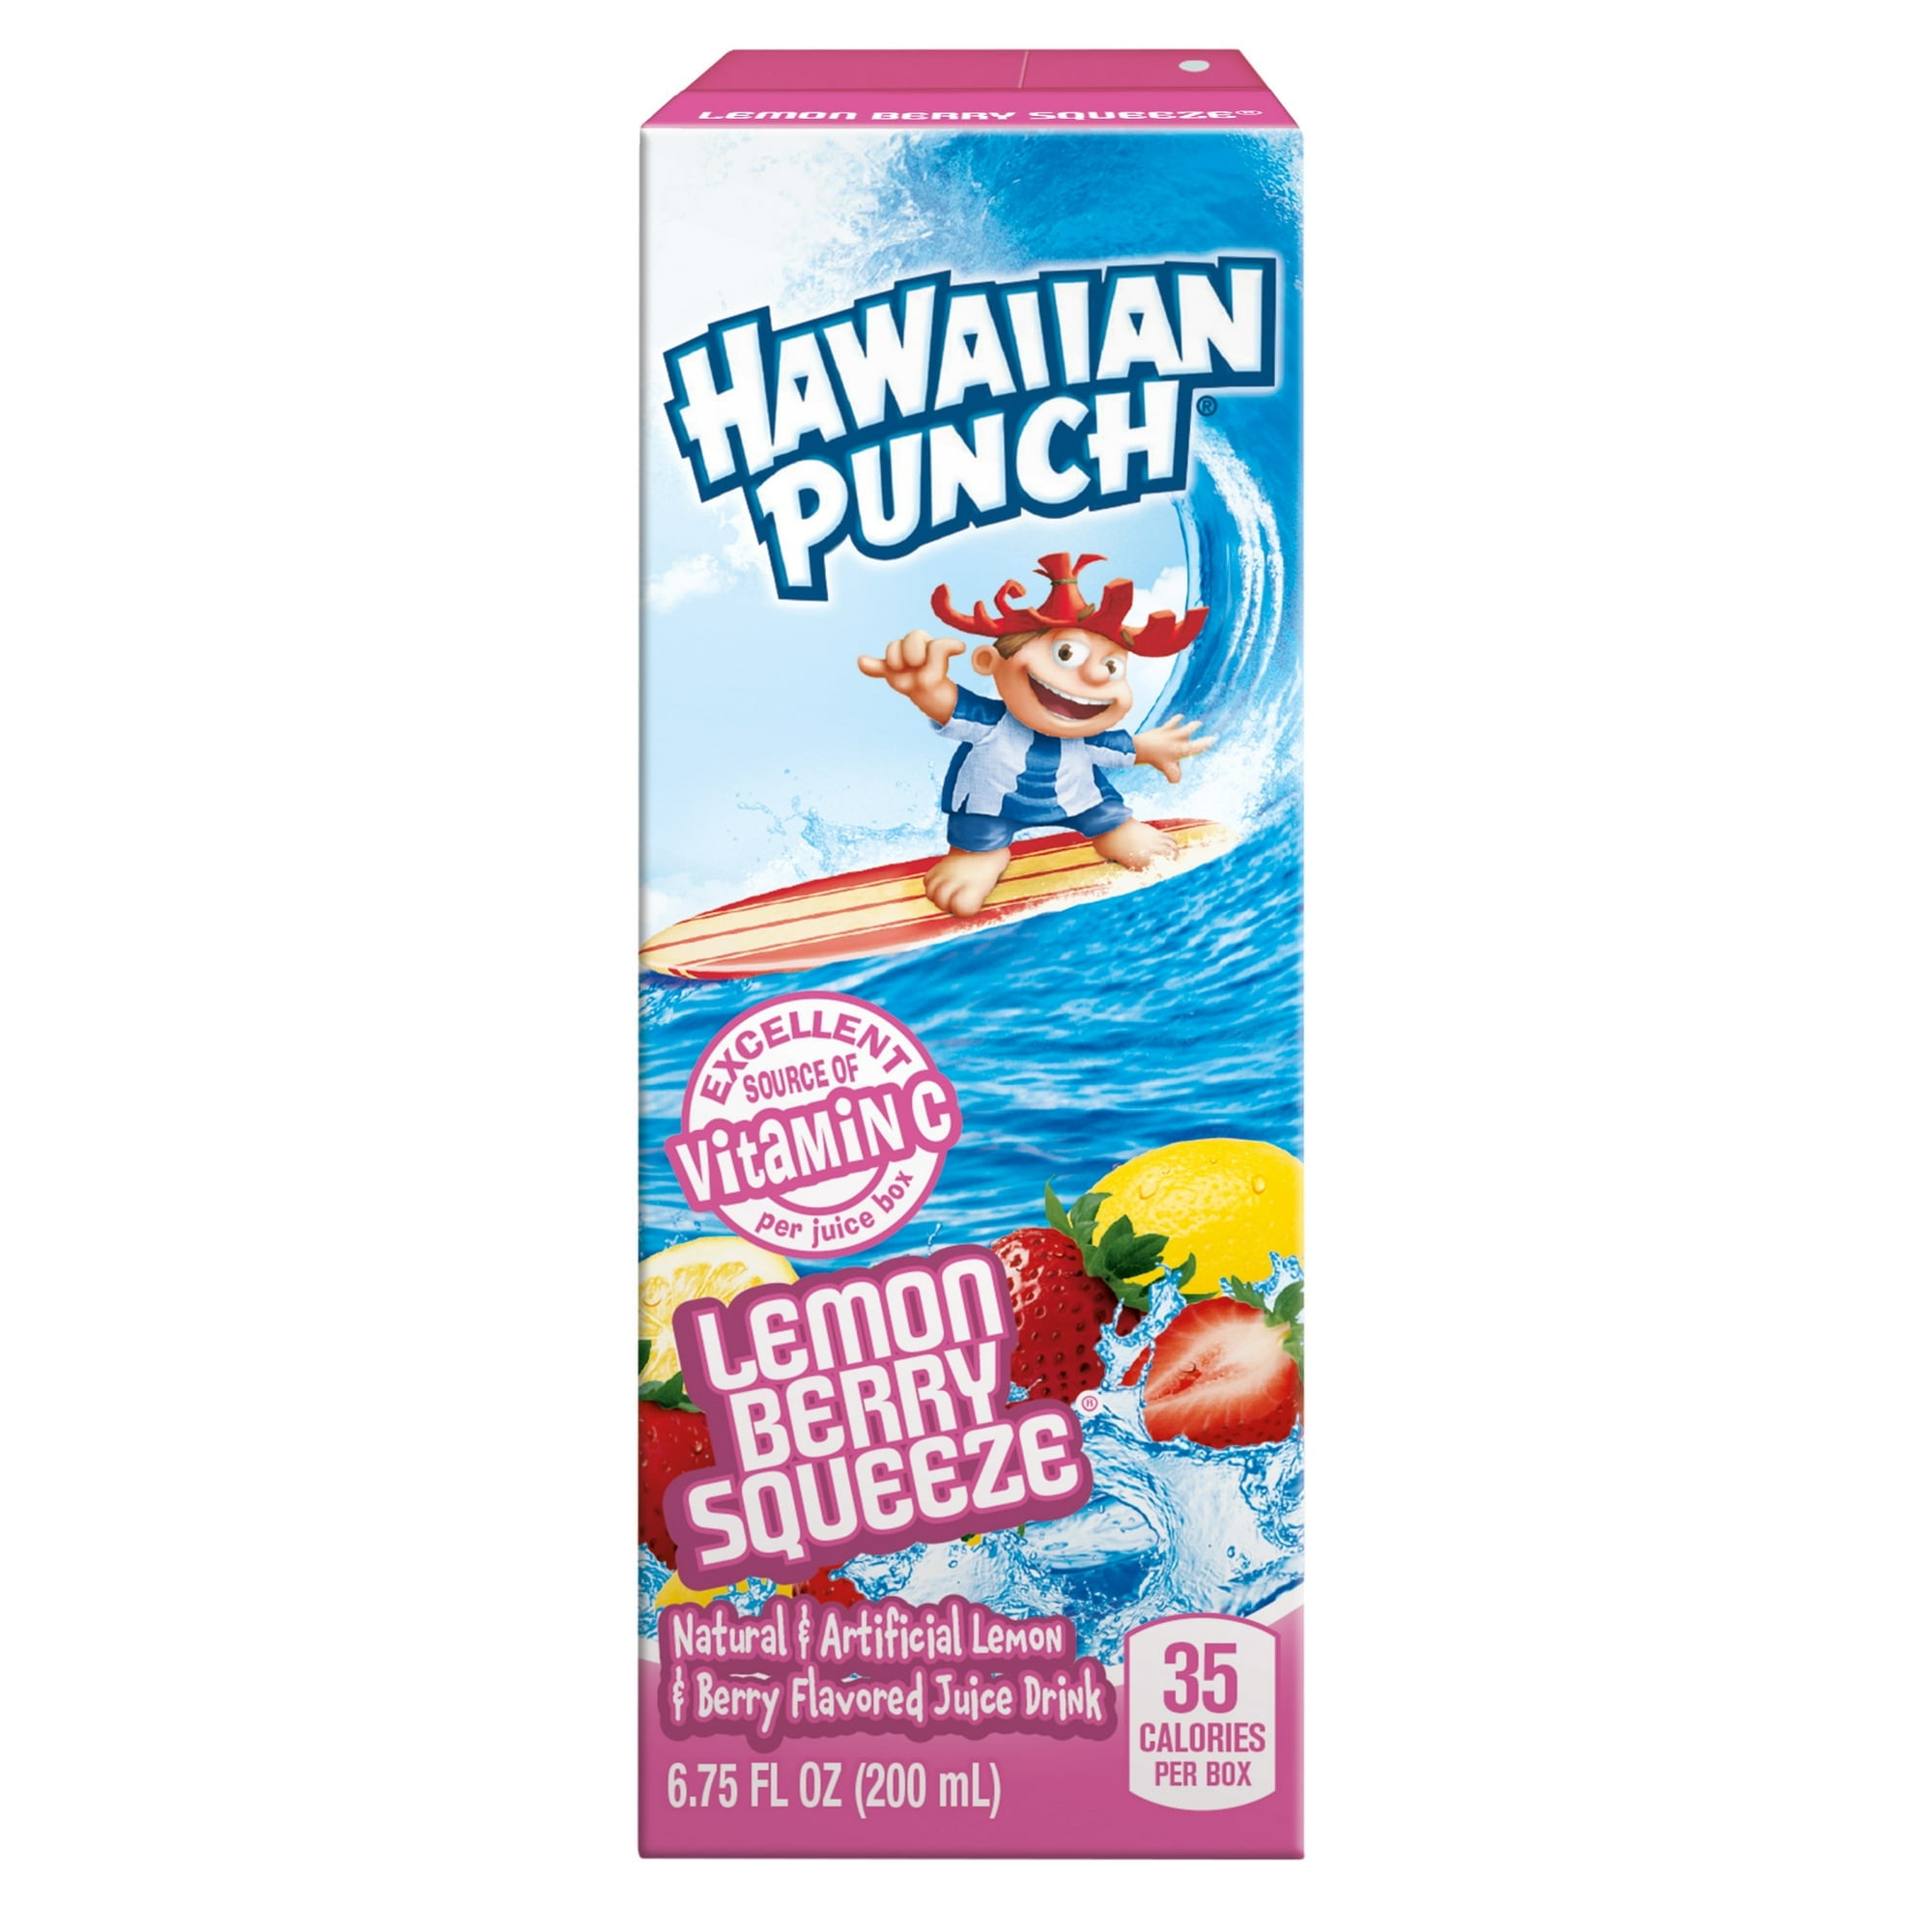 LEMON BERRY SQUEEZE®
HAWAIIAN
PUNCH®
EXCELLENT
SOURCE OF
VitaMiN C
per juice box
LEMON
BERRY
SQUEEZE®
Natural & Artificial Lemon
& Berry Flavored Juice Drink
6.75 FL OZ (200 mL)
35
CALORIES
PER BOX